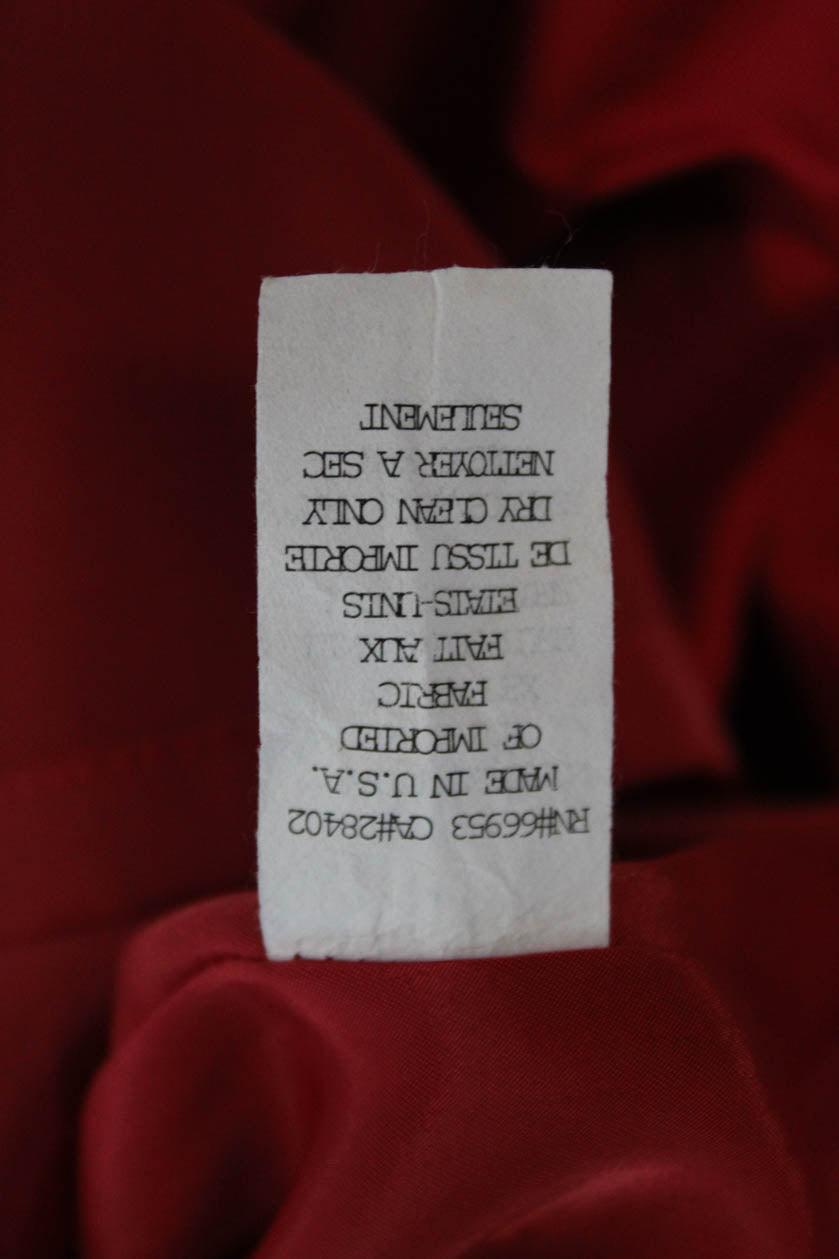 RN#66953 CA#28402
MADE IN U.S.A.
OF IMPORTED
FABRIC
FAIT AUX
ETATS-UNIS
DE TISSU IMPORTE
DRY CLEAN ONLY
NETTOYER A SEC
SEULEMENT